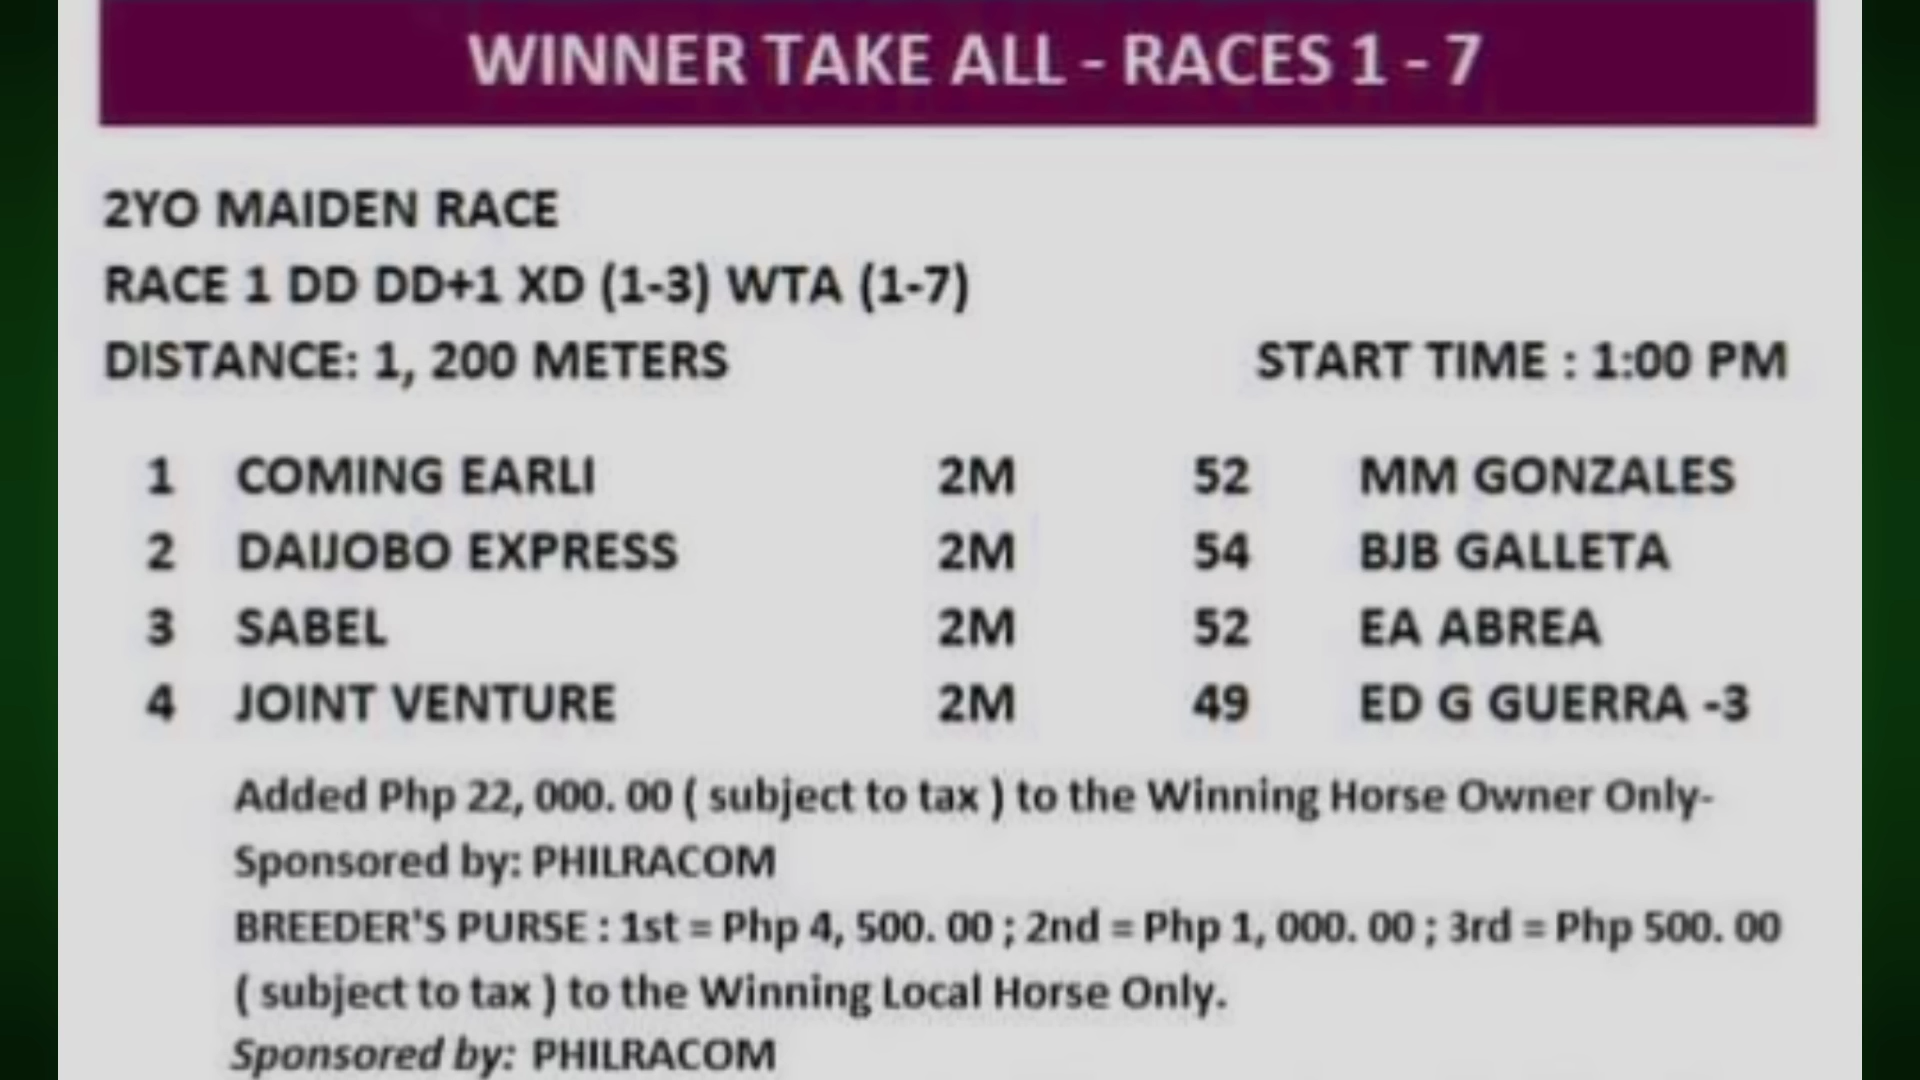 WINNER TAKE ALL - RACES 1 - 7
2YO MAIDEN RACE
RACE 1 DD DD+1 XD (1-3) WTA (1-7)
DISTANCE: 1, 200 METERS START TIME : 1:00 PM
1 COMING EARLI 2M 52 MM GONZALES
2 DAIJOBO EXPRESS 2M 54 BJB GALLETA
3 SABEL 2M 52 EA ABREA
4 JOINT VENTURE 2M 49 ED G GUERRA -3
Added Php 22, 000. 00 ( subject to tax ) to the Winning Horse Owner Only-
Sponsored by: PHILRACOM
BREEDER'S PURSE : 1st = Php 4, 500. 00 ; 2nd = Php 1, 000. 00 ; 3rd = Php 500. 00
( subject to tax ) to the Winning Local Horse Only.
Sponsored by: PHILRACOM